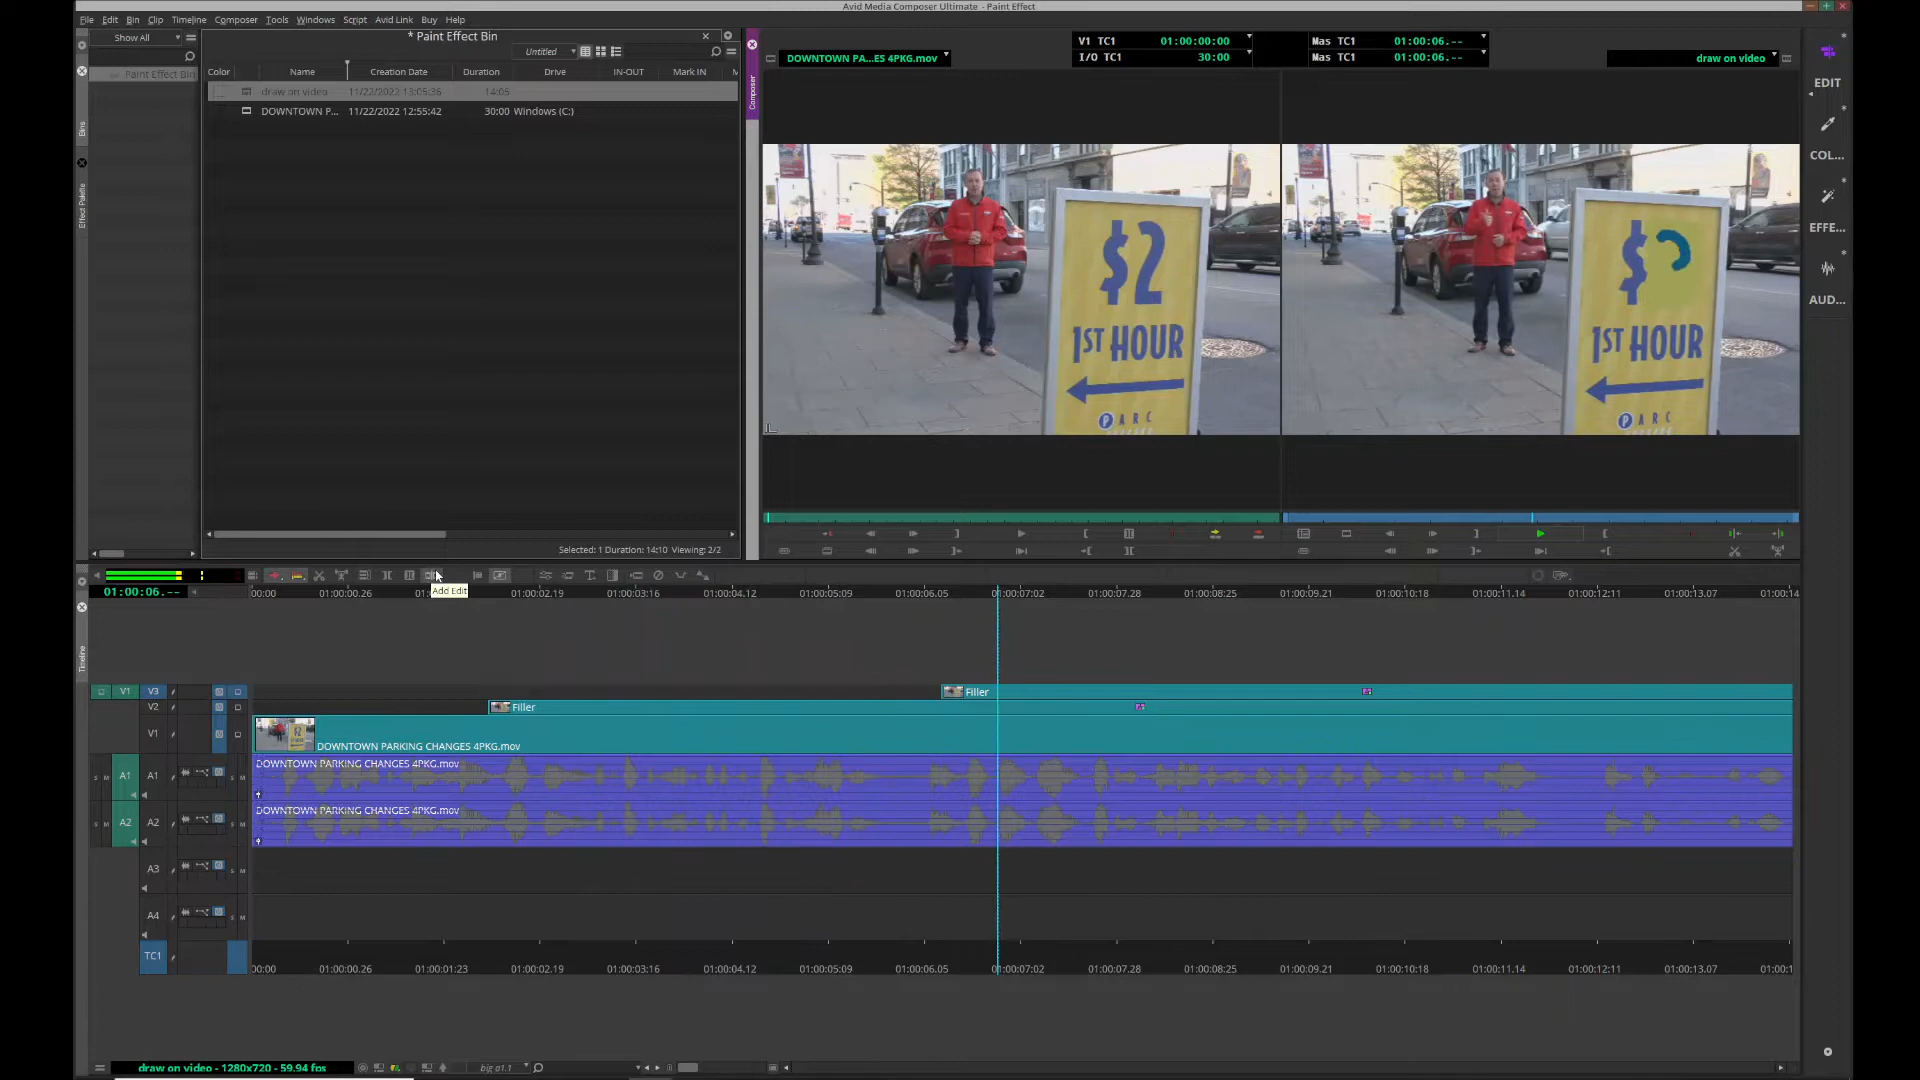 Avid Media Composer Ultimate - Paint Effect
File Edit Bin Clip Timeline Composer Tools Windows Script Avid Link Buy Help
Show All
* Paint Effect Bin
Untitled
Paint Effect Bin
Color Name Creation Date Duration Drive IN-OUT Mark IN
draw on video 11/22/2022 13:05:36 14:05
DOWNTOWN P... 11/22/2022 12:55:42 30:00 Windows (C:)
Bins
Effect Palette
Selected: 1 Duration: 14:10 Viewing: 2/2
Composer
DOWNTOWN PA...ES 4PKG.mov
V1 TC1 01:00:00:00
I/O TC1 30:00
Mas TC1 01:00:06.--
Mas TC1 01:00:06.--
draw on video
$2
1ST HOUR
PARC
$
1ST HOUR
PARC
EDIT
COL...
EFFE...
AUD...
Add Edit
01:00:06.--
00:00 01:00:00.26 01:00:02.19 01:00:03:16 01:00:04.12 01:00:05:09 01:00:06.05 01:00:07:02 01:00:07.28 01:00:08:25 01:00:09.21 01:00:10:18 01:00:11.14 01:00:12:11 01:00:13.07 01:00:14
Timeline
V1 V3 Filler
V2 Filler
V1 DOWNTOWN PARKING CHANGES 4PKG.mov
S M A1 A1 S M DOWNTOWN PARKING CHANGES 4PKG.mov
S M A2 A2 S M DOWNTOWN PARKING CHANGES 4PKG.mov
A3 S M
A4 S M
TC1
00:00 01:00:00.26 01:00:01:23 01:00:02.19 01:00:03:16 01:00:04.12 01:00:05:09 01:00:06.05 01:00:07:02 01:00:07.28 01:00:08:25 01:00:09.21 01:00:10:18 01:00:11.14 01:00:12:11 01:00:13.07 01:00:1
draw on video - 1280x720 - 59.94 fps
big a1.1